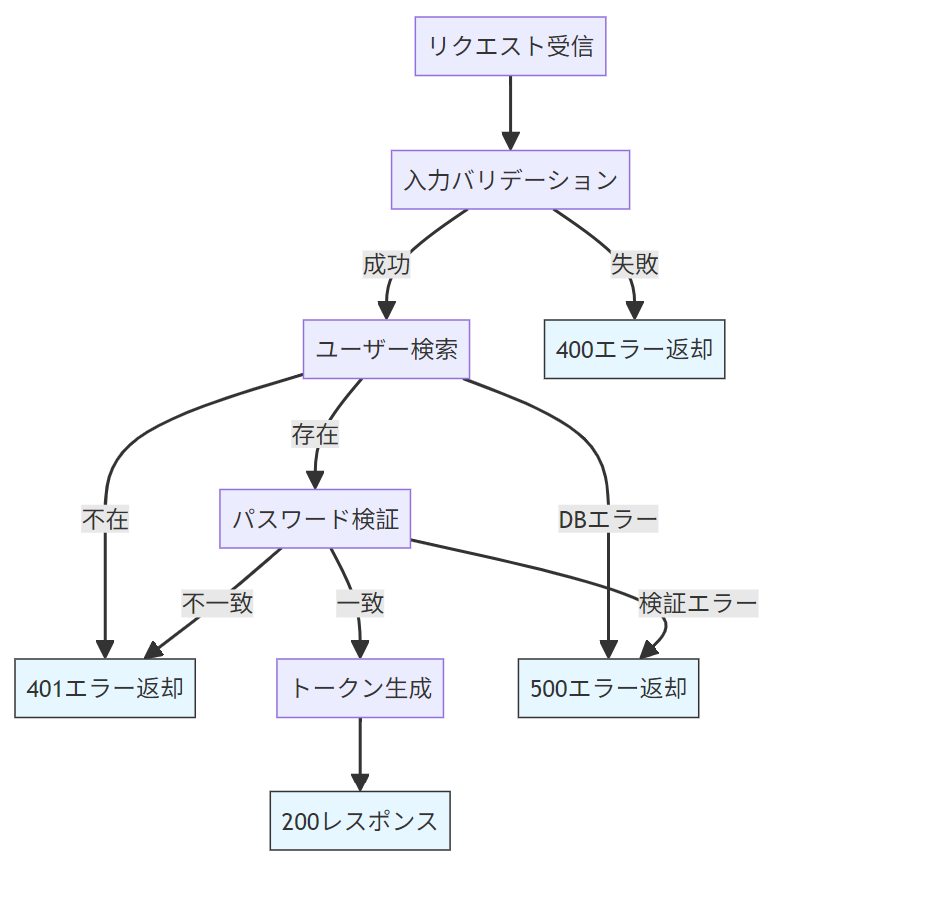 リクエスト受信
入力バリデーション
成功
失敗
ユーザー検索
400エラー返却
存在
不在
パスワード検証
DBエラー
不一致
一致
検証エラー
401エラー返却
トークン生成
500エラー返却
200レスポンス